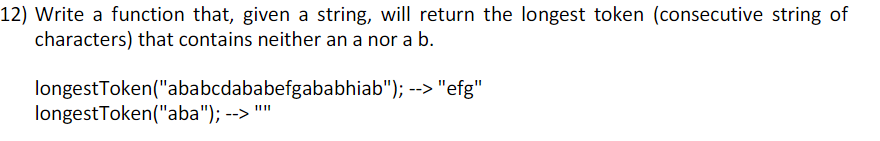 12) Write a function that, given a string, will return the longest token (consecutive string of
characters) that contains neither an a nor a b.
longestToken("ababcdababefgababhiab"); --> "efg"
longestToken("aba"); --> ""